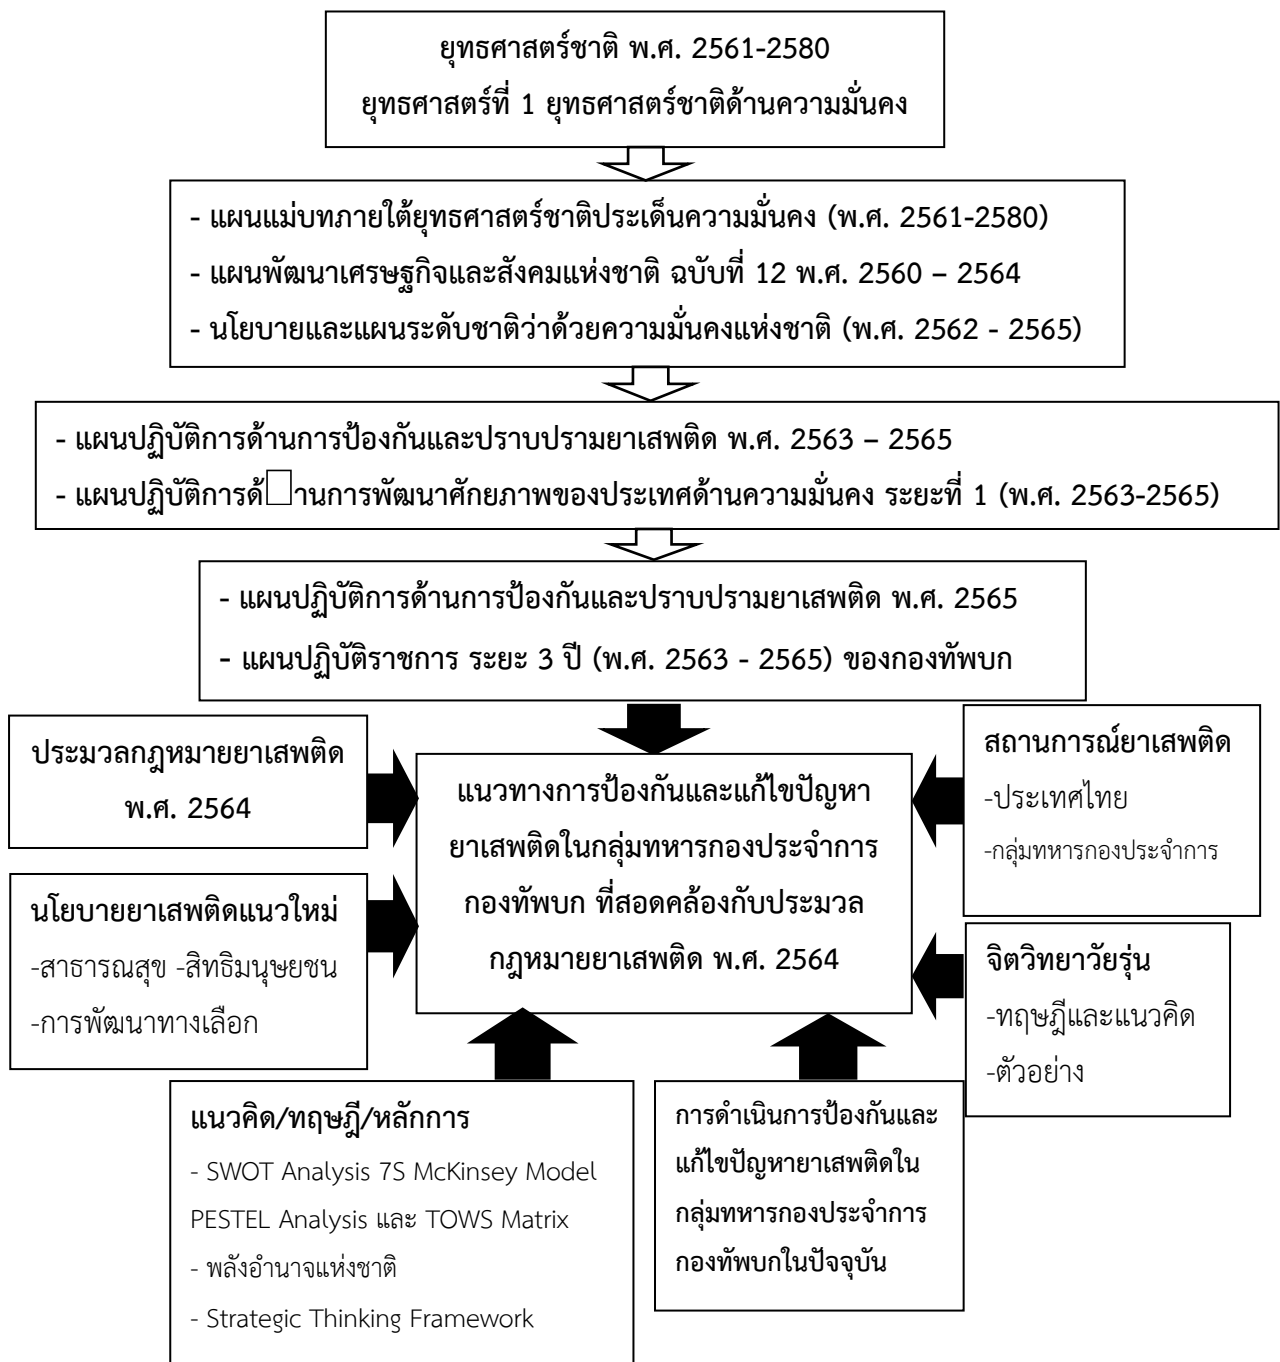 ยุทธศาสตร์ชาติ พ.ศ. 2561-2580
ยุทธศาสตร์ที่ 1 ยุทธศาสตร์ชาติด้านความมั่นคง
- แผนแม่บทภายใต้ยุทธศาสตร์ชาติประเด็นความมั่นคง (พ.ศ. 2561-2580)
- แผนพัฒนาเศรษฐกิจและสังคมแห่งชาติ ฉบับที่ 12 พ.ศ. 2560 – 2564
- นโยบายและแผนระดับชาติว่าด้วยความมั่นคงแห่งชาติ (พ.ศ. 2562 - 2565)
- แผนปฏิบัติการด้านการป้องกันและปราบปรามยาเสพติด พ.ศ. 2563 – 2565
- แผนปฏิบัติการด้□านการพัฒนาศักยภาพของประเทศด้านความมั่นคง ระยะที่ 1 (พ.ศ. 2563-2565)
- แผนปฏิบัติการด้านการป้องกันและปราบปรามยาเสพติด พ.ศ. 2565
- แผนปฏิบัติราชการ ระยะ 3 ปี (พ.ศ. 2563 - 2565) ของกองทัพบก
ประมวลกฎหมายยาเสพติด
พ.ศ. 2564
นโยบายยาเสพติดแนวใหม่
-สาธารณสุข -สิทธิมนุษยชน
-การพัฒนาทางเลือก
แนวทางการป้องกันและแก้ไขปัญหา
ยาเสพติดในกลุ่มทหารกองประจำการ
กองทัพบก ที่สอดคล้องกับประมวล
กฎหมายยาเสพติด พ.ศ. 2564
สถานการณ์ยาเสพติด
-ประเทศไทย
-กลุ่มทหารกองประจำการ
จิตวิทยาวัยรุ่น
-ทฤษฎีและแนวคิด
-ตัวอย่าง
แนวคิด/ทฤษฎี/หลักการ
- SWOT Analysis 7S McKinsey Model
PESTEL Analysis และ TOWS Matrix
- พลังอำนาจแห่งชาติ
- Strategic Thinking Framework
การดำเนินการป้องกันและ
แก้ไขปัญหายาเสพติดใน
กลุ่มทหารกองประจำการ
กองทัพบกในปัจจุบัน